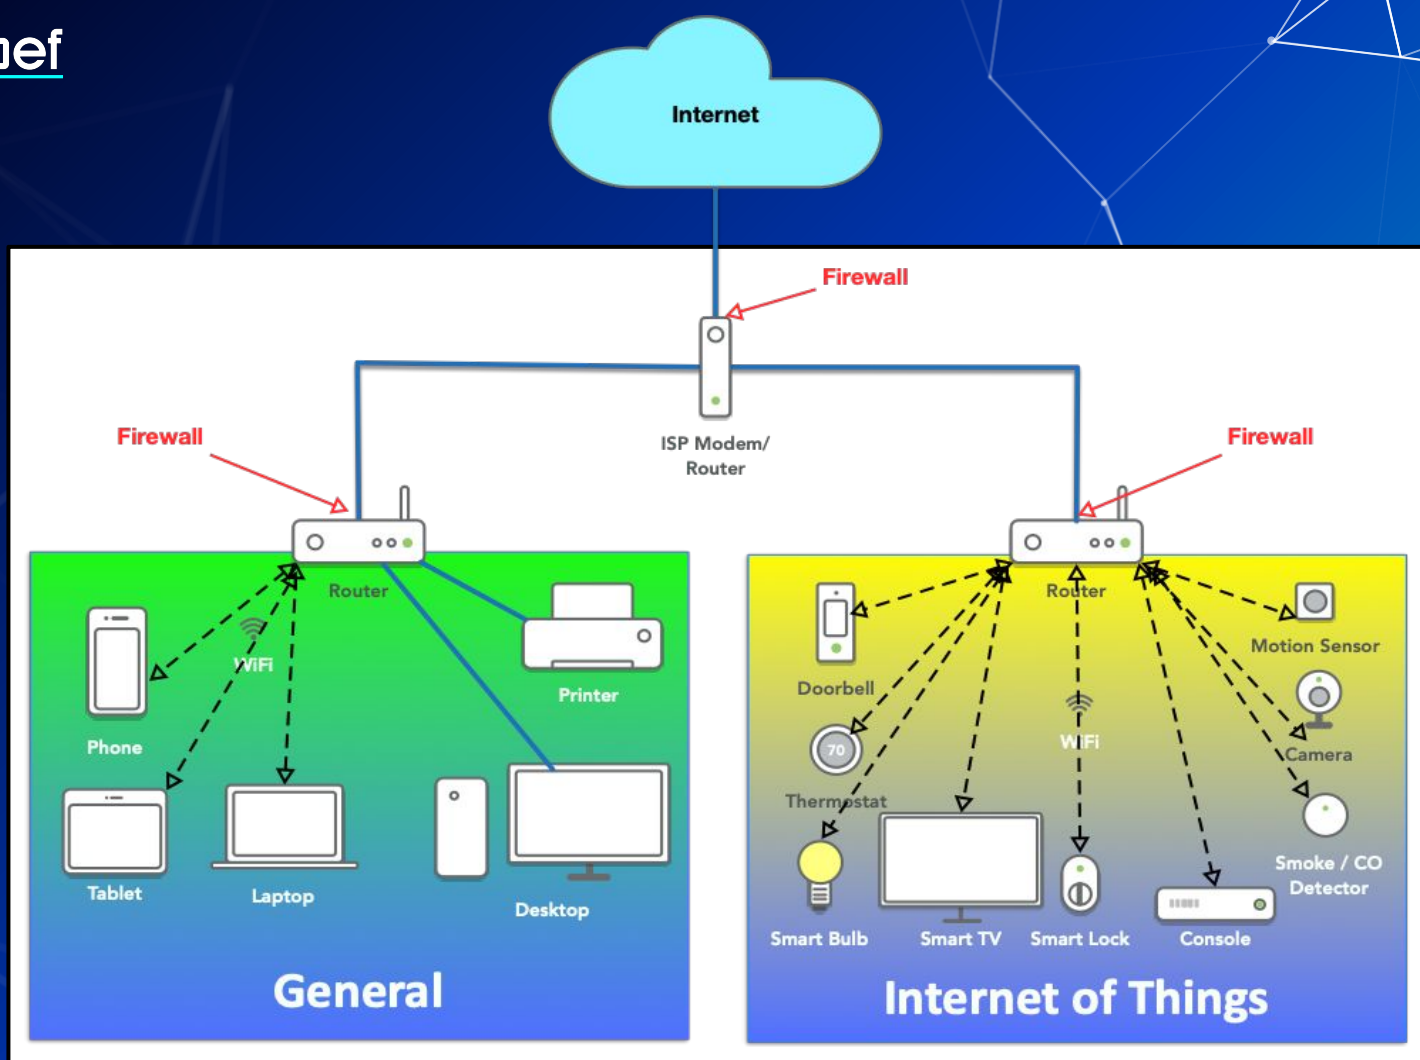 Internet
Firewall
ISP Modem/
Router
Firewall
Firewall
Router
WiFi
Phone
Printer
Tablet
Laptop
Desktop
General
Router
Doorbell
Motion Sensor
70
WiFi
Camera
Thermostat
Smoke / CO
Detector
Smart Bulb
Smart TV
Smart Lock
Console
Internet of Things